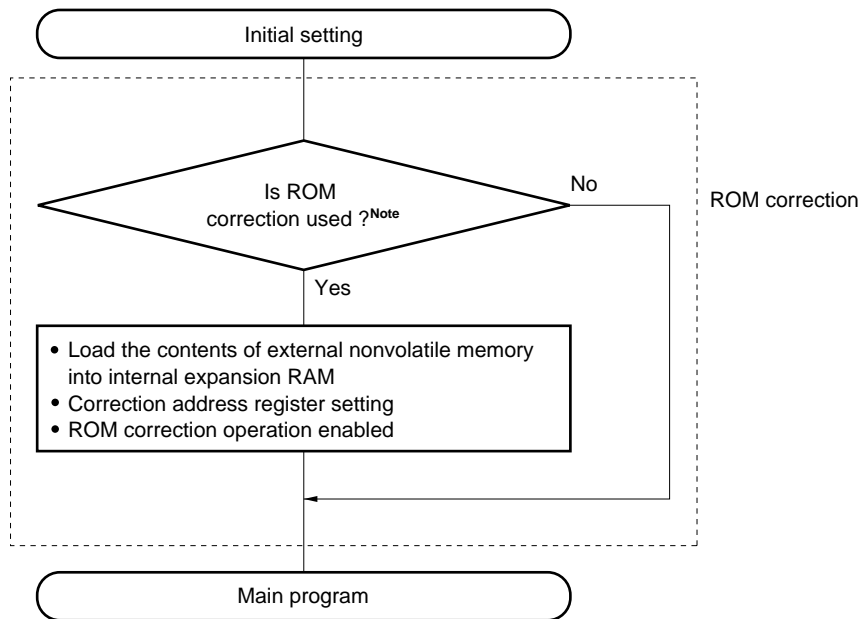 Initial setting
Is ROM
correction used ?Note
No
ROM correction
Yes
• Load the contents of external nonvolatile memory
into internal expansion RAM
• Correction address register setting
• ROM correction operation enabled
Main program